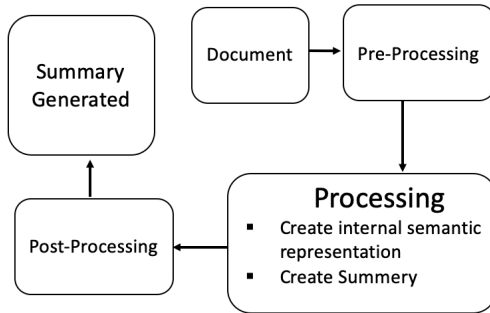 Document
Pre-Processing
Processing
▪ Create internal semantic
representation
▪ Create Summery
Post-Processing
Summary
Generated